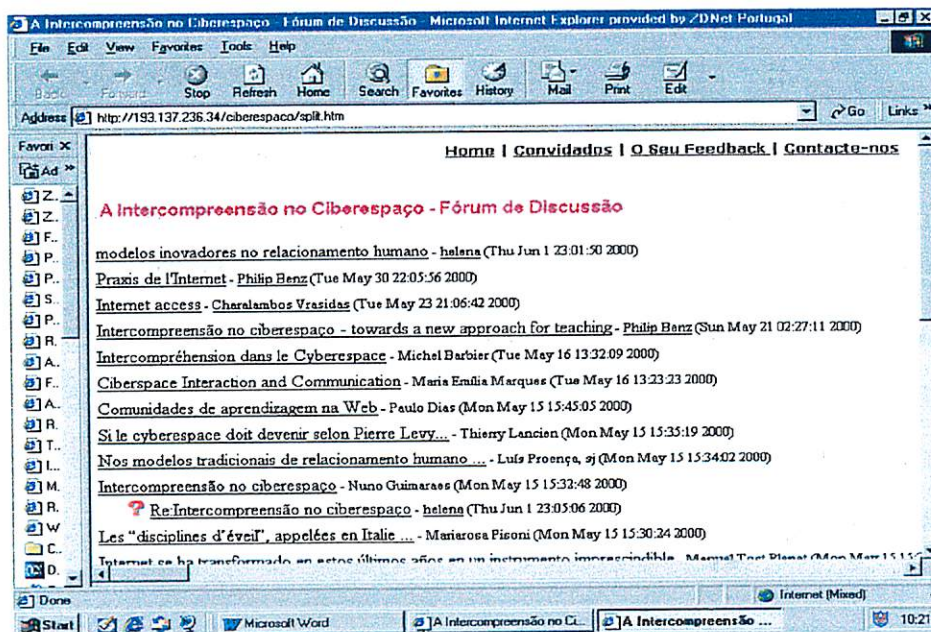 A Intercompreensão no Ciberespaço - Fórum de Discussão - Microsoft Internet Explorer provided by ZDNet Portugal
File Edit View Favorites Tools Help
Back Forward Stop Refresh Home Search Favorites History Mail Print Edit
Address http://193.137.236.34/ciberespaco/split.htm Go Links »
Favori ×
Ad »
Z..
Z..
F..
P..
P..
S..
P..
R.
A..
F..
A..
R.
T..
I...
M.
R.
W
C..
D.
Home | Convidados | O Seu Feedback | Contacte-nos
A Intercompreensão no Ciberespaço - Fórum de Discussão
modelos inovadores no relacionamento humano - helena (Thu Jun 1 23:01:50 2000)
Praxis de l'Internet - Philip Benz (Tue May 30 22:05:56 2000)
Internet access - Charalambos Vrasidas (Tue May 23 21:06:42 2000)
Intercompreensão no ciberespaço - towards a new approach for teaching - Philip Benz (Sun May 21 02:27:11 2000)
Intercompréhension dans le Cyberespace - Michel Barbier (Tue May 16 13:32:09 2000)
Ciberspace Interaction and Communication - Maria Emília Marques (Tue May 16 13:23:23 2000)
Comunidades de aprendizagem na Web - Paulo Dias (Mon May 15 15:45:05 2000)
Si le cyberespace doit devenir selon Pierre Levy... - Thierry Lancien (Mon May 15 15:35:19 2000)
Nos modelos tradicionais de relacionamento humano ... - Luís Proença, sj (Mon May 15 15:34:02 2000)
Intercompreensão no ciberespaço - Nuno Guimaraes (Mon May 15 15:32:48 2000)
? Re:Intercompreensão no ciberespaço - helena (Thu Jun 1 23:05:06 2000)
Les "disciplines d'éveil", appelées en Italie ... - Mariarosa Pisoni (Mon May 15 15:30:24 2000)
Internet se ha transformado en estos últimos años en un instrumento imprescindible - Manuel Tost Planet (Mon May 15 15:
Done Internet (Mixed)
Start Microsoft Word A Intercompreensão no Ci... A Intercompreensão ... 10:21